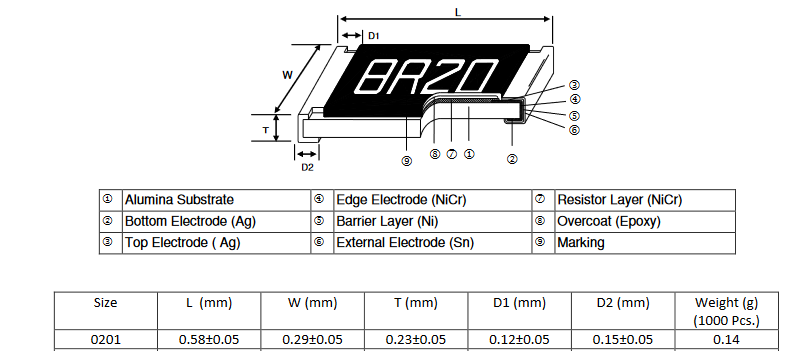 L
D1
W
8R20
T
D2
③
④
⑤
⑥
⑨
⑧
⑦
①
②
① Alumina Substrate ④ Edge Electrode (NiCr) ⑦ Resistor Layer (NiCr)
② Bottom Electrode (Ag) ⑤ Barrier Layer (Ni) ⑧ Overcoat (Epoxy)
③ Top Electrode ( Ag) ⑥ External Electrode (Sn) ⑨ Marking
Size L (mm) W (mm) T (mm) D1 (mm) D2 (mm) Weight (g)
(1000 Pcs.)
0201 0.58±0.05 0.29±0.05 0.23±0.05 0.12±0.05 0.15±0.05 0.14